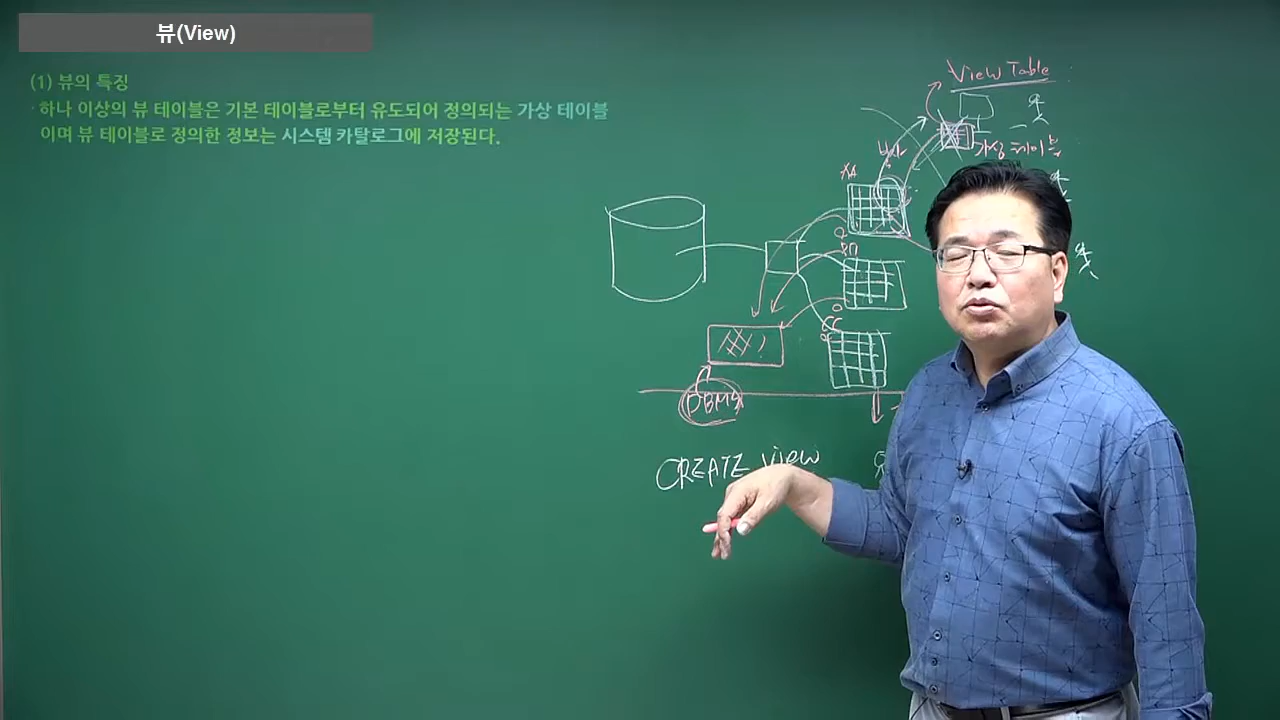 뷰(View)
(1) 뷰의 특징
· 하나 이상의 뷰 테이블은 기본 테이블로부터 유도되어 정의되는 가상 테이블
이며 뷰 테이블로 정의한 정보는 시스템 카탈로그에 저장된다.
View Table
가상 테이블
DBMS
CREATE View